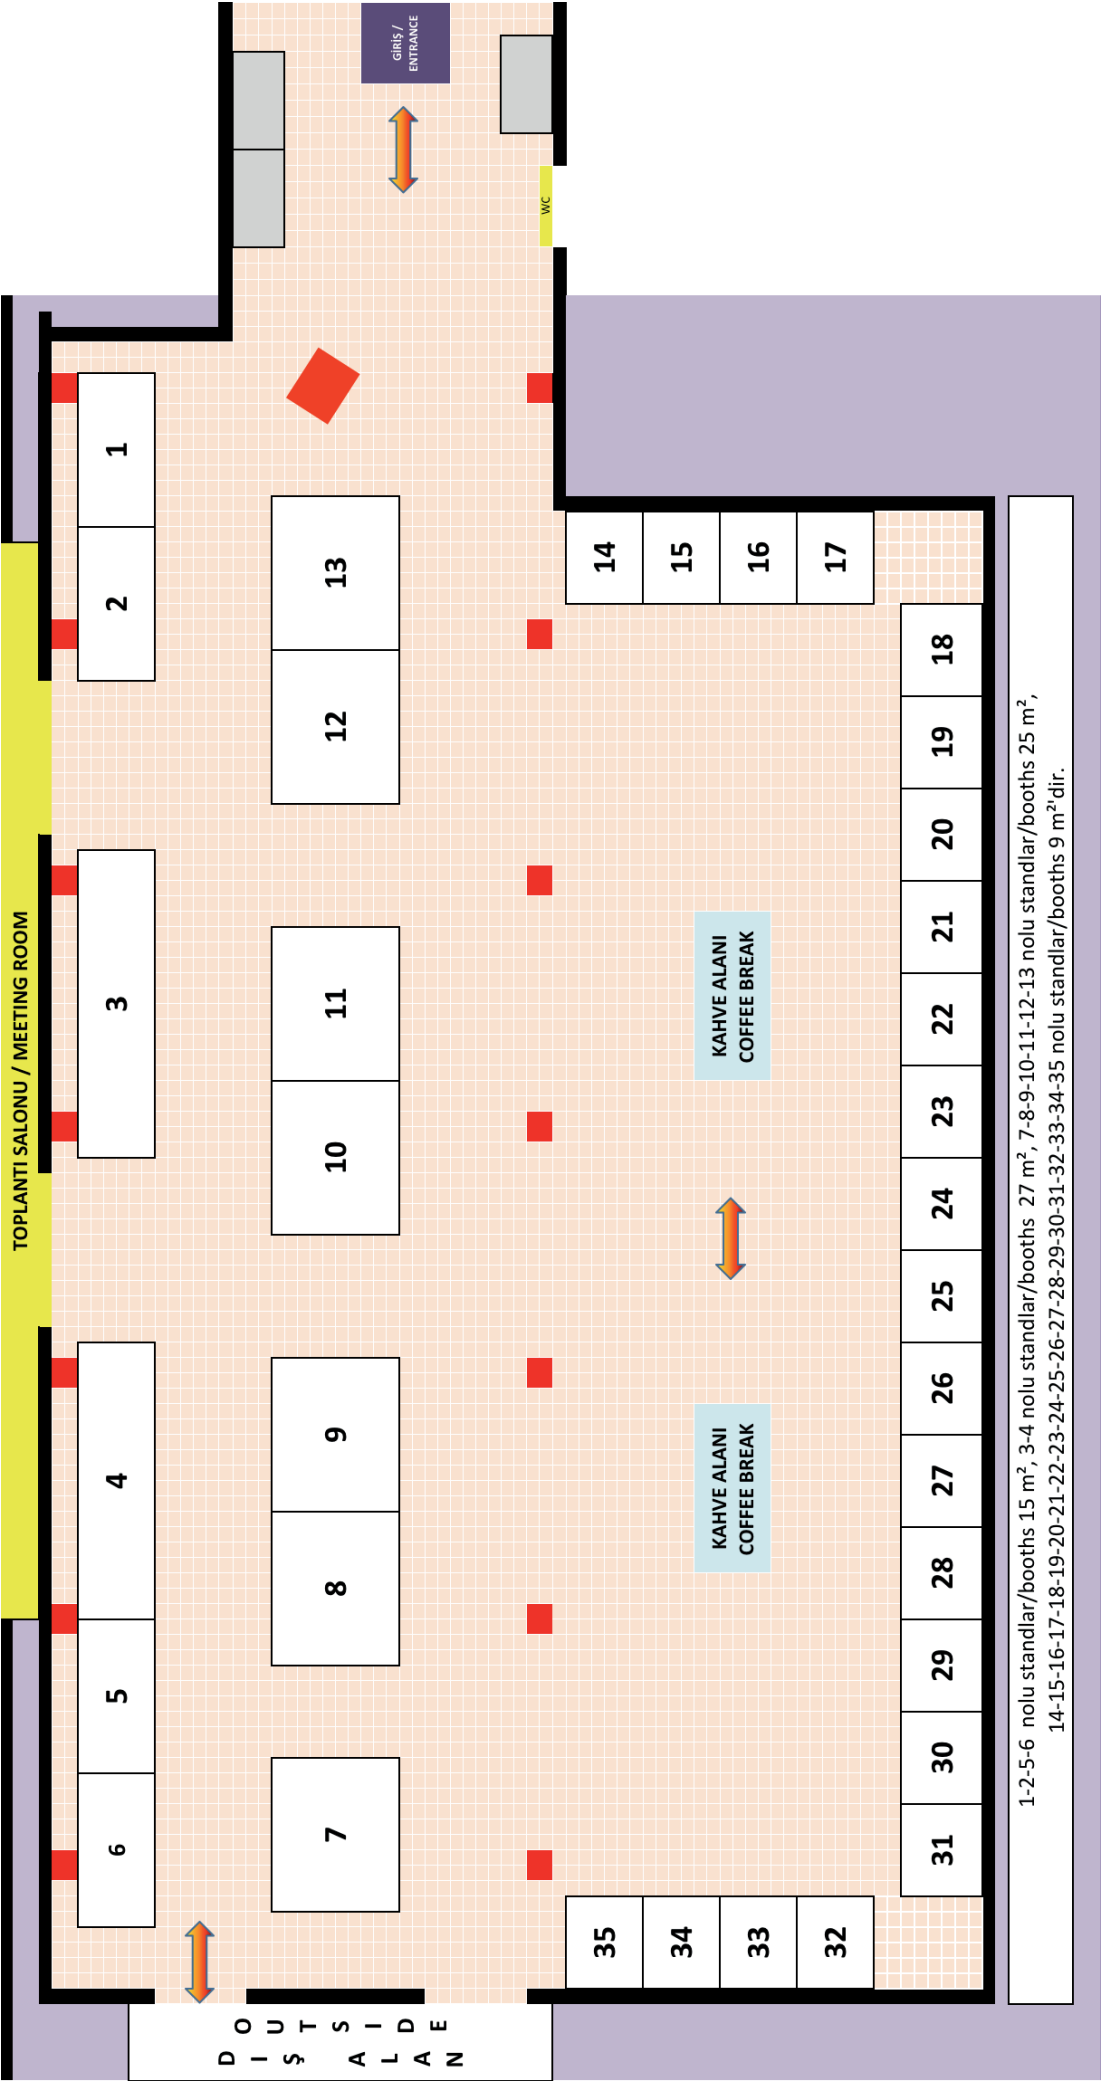 GİRİŞ /
ENTRANCE
WC
TOPLANTI SALONU / MEETING ROOM
1
2
3
4
5
6
13
12
11
10
9
8
7
14
15
16
17
18
19
20
21
22
23
24
25
26
27
28
29
30
31
35
34
33
32
KAHVE ALANI
COFFEE BREAK
KAHVE ALANI
COFFEE BREAK
DIŞ ALAN
OUTSIDE
1-2-5-6 nolu standlar/booths 15 m², 3-4 nolu standlar/booths 27 m², 7-8-9-10-11-12-13 nolu standlar/booths 25 m²,
14-15-16-17-18-19-20-21-22-23-24-25-26-27-28-29-30-31-32-33-34-35 nolu standlar/booths 9 m²'dir.